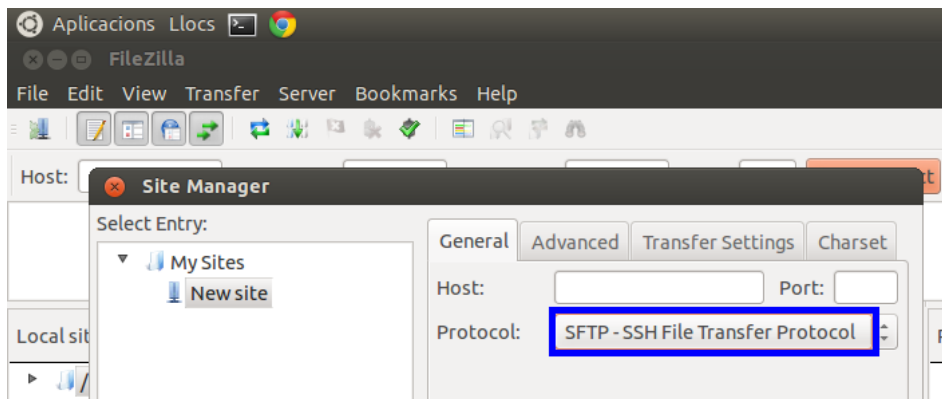 Aplicacions Llocs
FileZilla
File Edit View Transfer Server Bookmarks Help
Host:
Site Manager
Select Entry:
My Sites
New site
General Advanced Transfer Settings Charset
Host: Port:
Protocol: SFTP - SSH File Transfer Protocol
Local sit
/